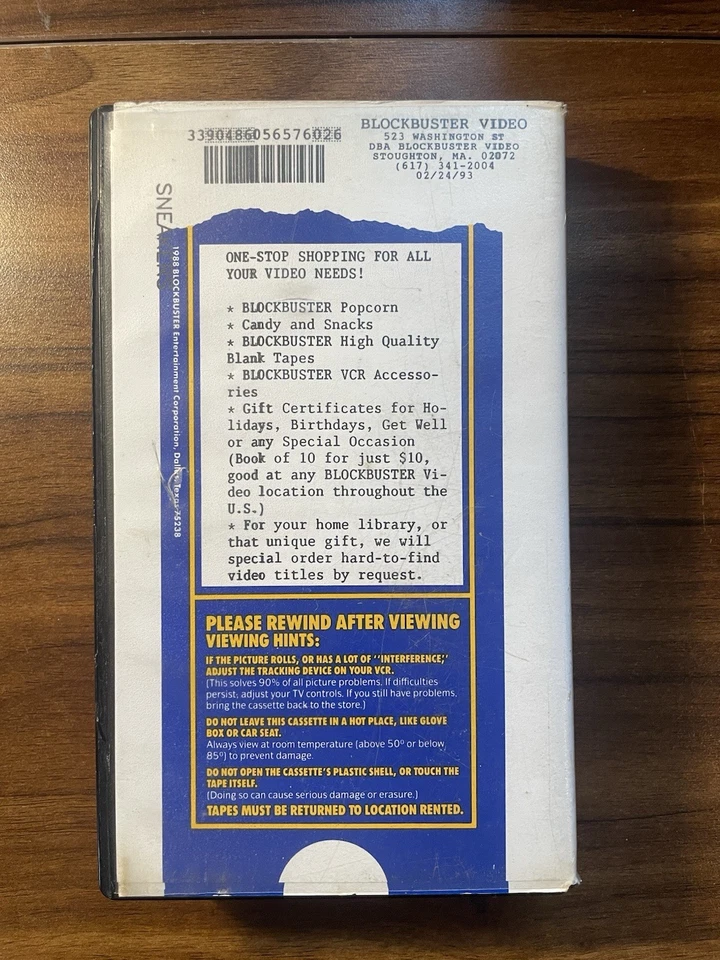 3390486056576026
BLOCKBUSTER VIDEO
523 WASHINGTON ST
DBA BLOCKBUSTER VIDEO
STOUGHTON, MA. 02072
(617) 341-2004
02/24/93
1988 BLOCKBUSTER Entertainment Corporation, Dallas, Texas 75238
ONE-STOP SHOPPING FOR ALL
YOUR VIDEO NEEDS!
* BLOCKBUSTER Popcorn
* Candy and Snacks
* BLOCKBUSTER High Quality
Blank Tapes
* BLOCKBUSTER VCR Accesso-
ries
* Gift Certificates for Ho-
lidays, Birthdays, Get Well
or any Special Occasion
(Book of 10 for just $10,
good at any BLOCKBUSTER Vi-
deo location throughout the
U.S.)
* For your home library, or
that unique gift, we will
special order hard-to-find
video titles by request.
PLEASE REWIND AFTER VIEWING
VIEWING HINTS:
IF THE PICTURE ROLLS, OR HAS A LOT OF "INTERFERENCE,"
ADJUST THE TRACKING DEVICE ON YOUR VCR.
(This solves 90% of all picture problems. If difficulties
persist, adjust your TV controls. If you still have problems,
bring the cassette back to the store.)
DO NOT LEAVE THIS CASSETTE IN A HOT PLACE, LIKE GLOVE
BOX OR CAR SEAT.
Always view at room temperature (above 50º or below
85º) to prevent damage.
DO NOT OPEN THE CASSETTE'S PLASTIC SHELL, OR TOUCH THE
TAPE ITSELF.
(Doing so can cause serious damage or erasure.)
TAPES MUST BE RETURNED TO LOCATION RENTED.